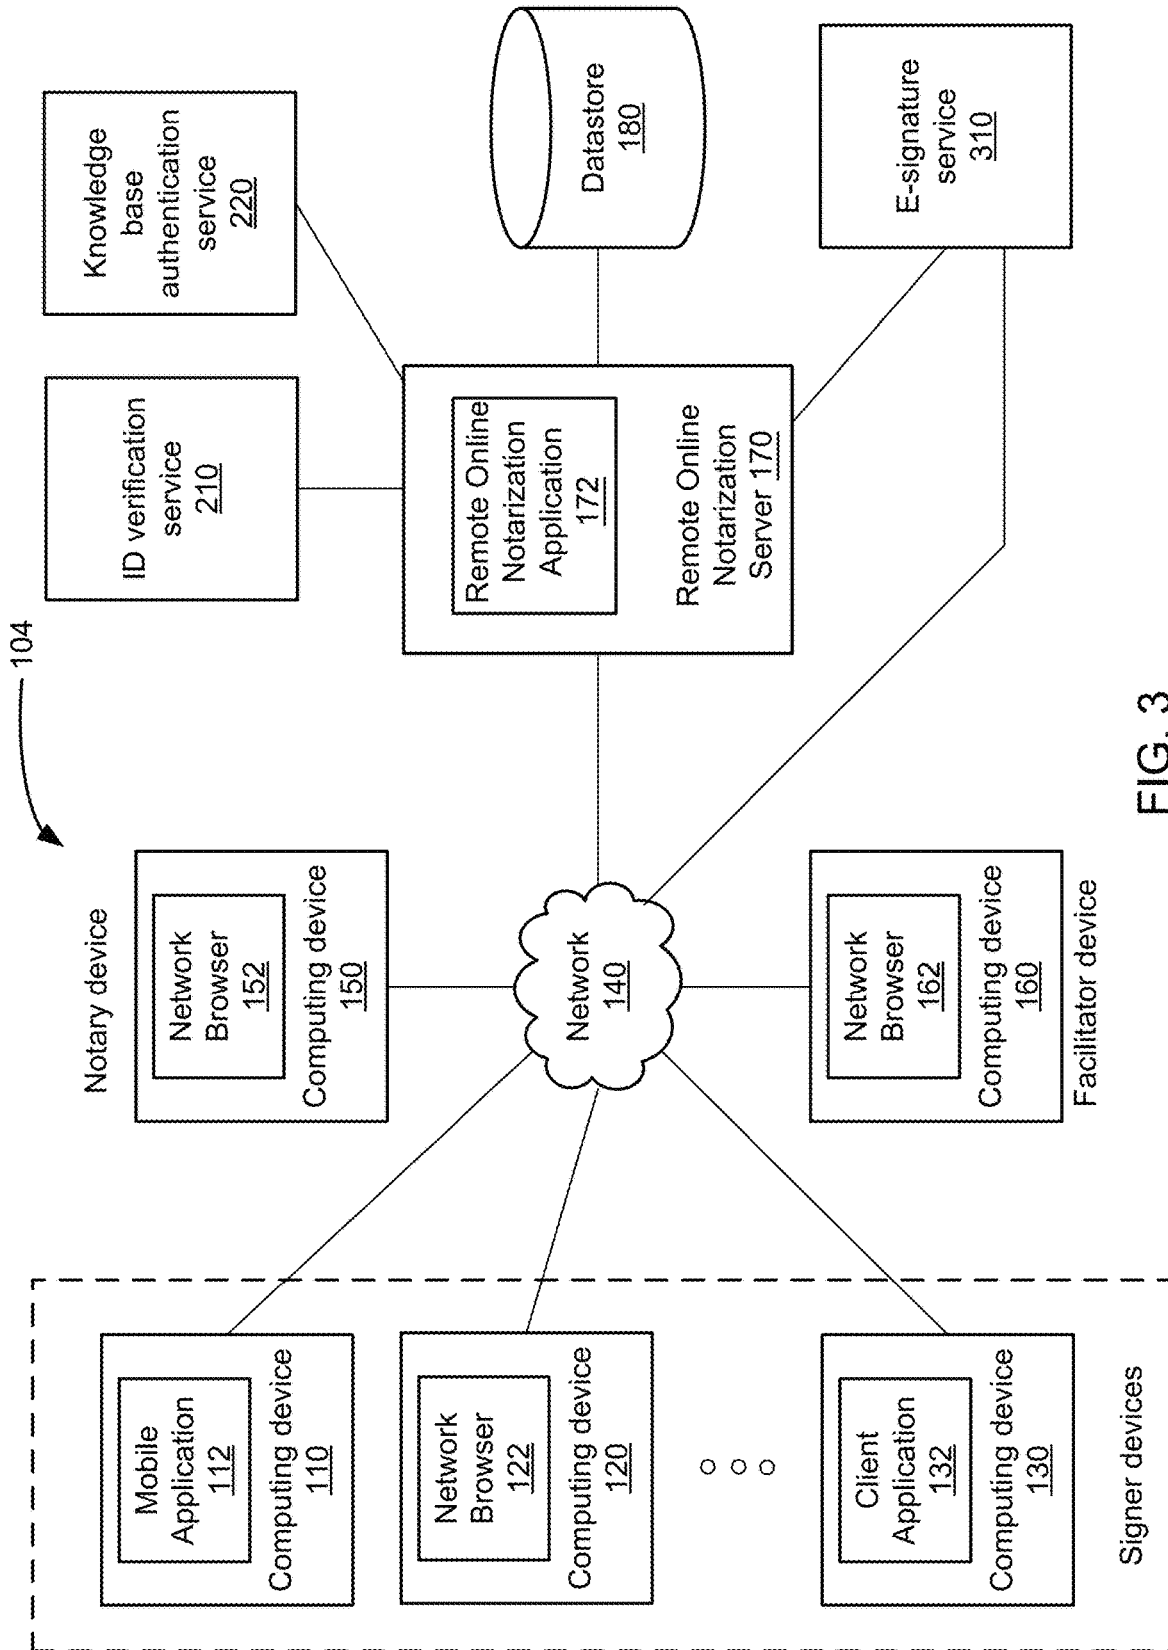 104
Signer devices
Mobile
Application
112
Computing device
110
Network
Browser
122
Computing device
120
Client
Application
132
Computing device
130
Notary device
Network
Browser
152
Computing device
150
Network
140
Network
Browser
162
Computing device
160
Facilitator device
ID verification
service
210
Knowledge
base
authentication
service
220
Remote Online
Notarization
Application
172
Remote Online
Notarization
Server 170
Datastore
180
E-signature
service
310
FIG. 3